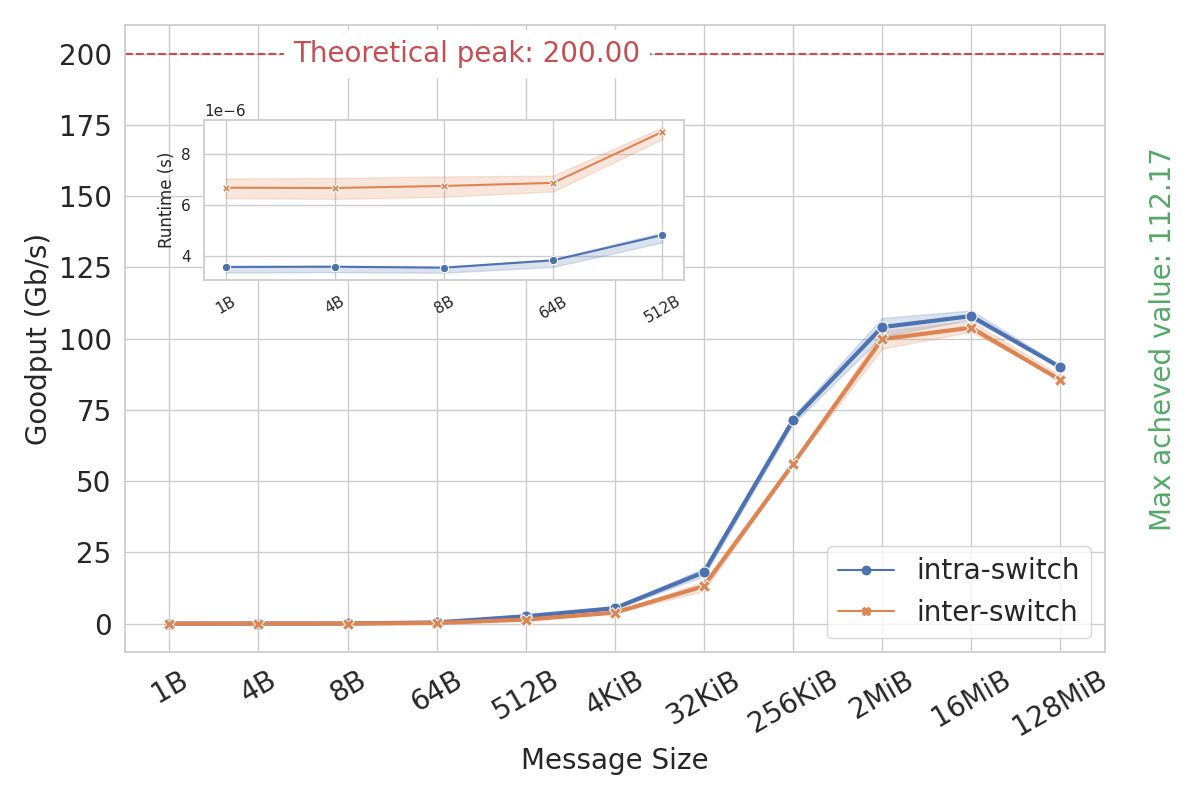 Theoretical peak: 200.00
Goodput (Gb/s)
200
175
150
125
100
75
50
25
0
1e−6
Runtime (s)
8
6
4
1B
4B
8B
64B
512B
intra-switch
inter-switch
1B
4B
8B
64B
512B
4KiB
32KiB
256KiB
2MiB
16MiB
128MiB
Message Size
Max acheved value: 112.17